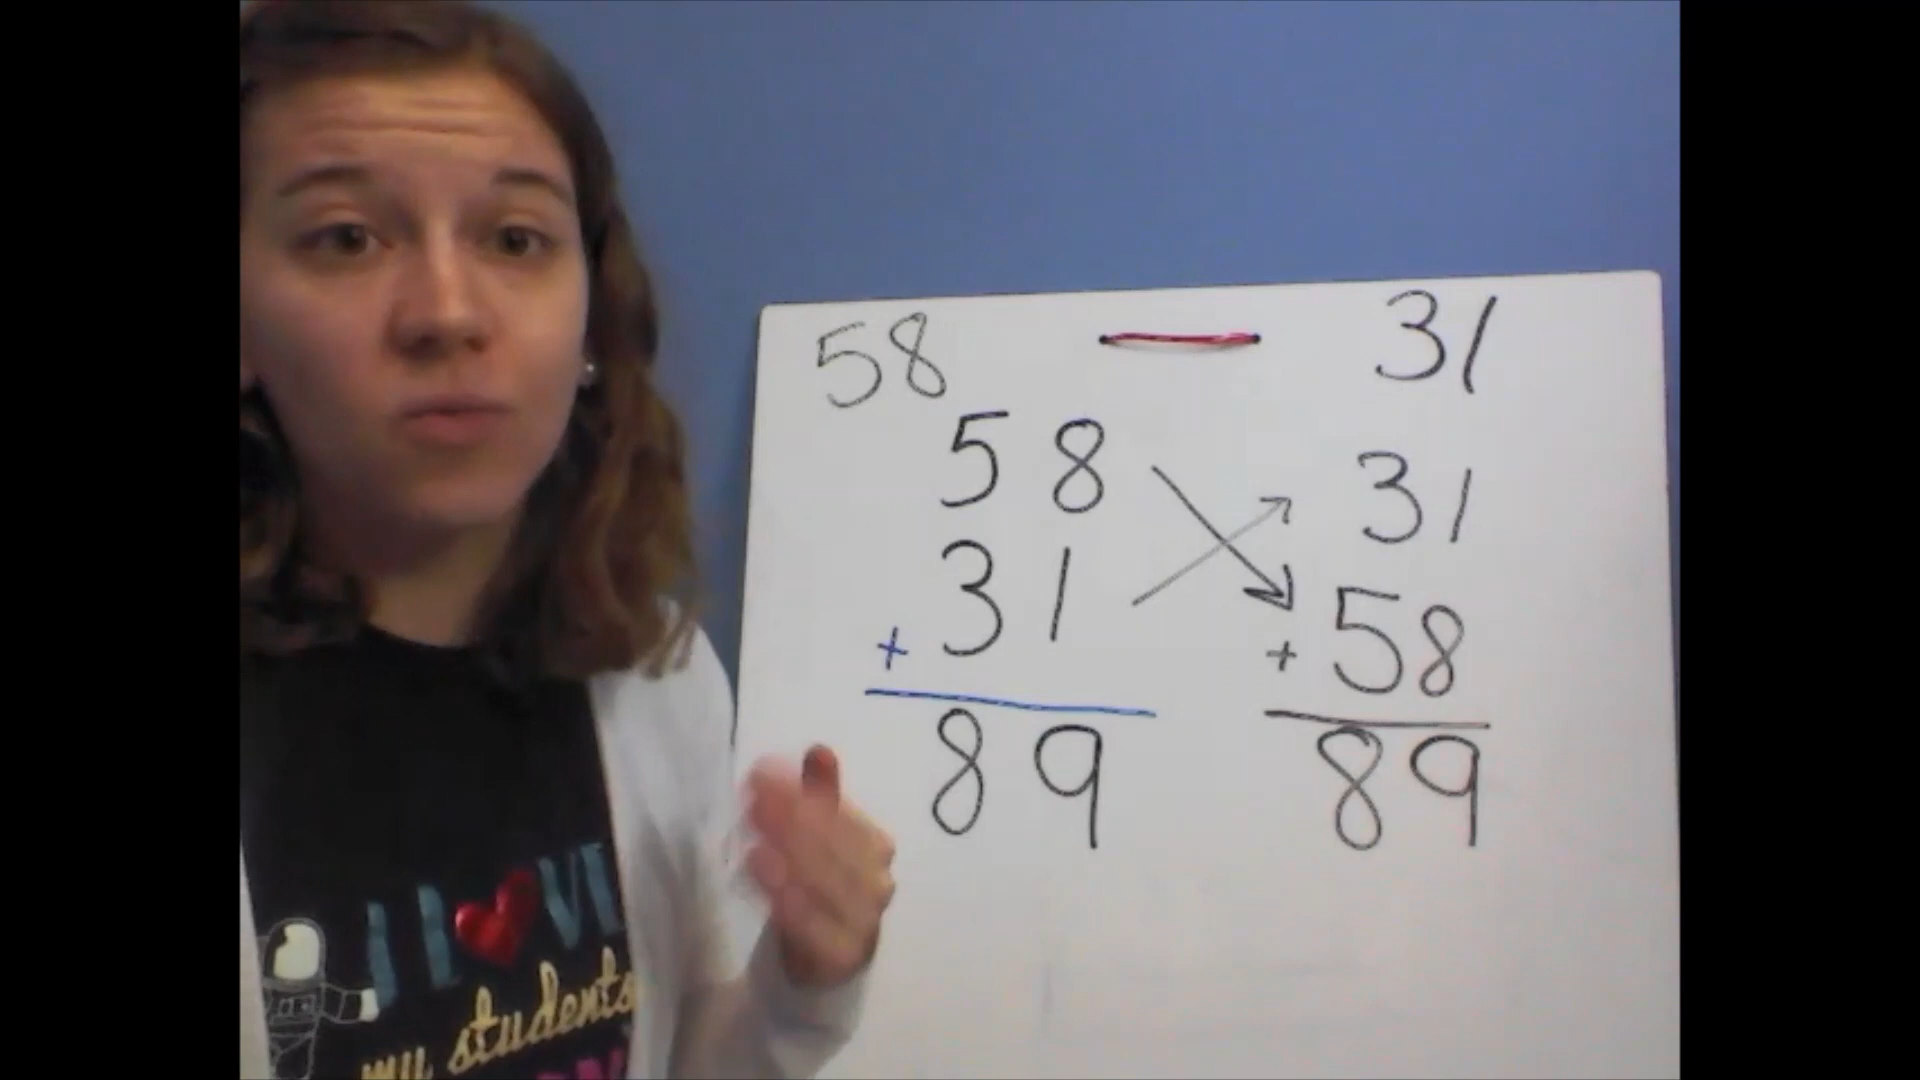 58 — 31
58 31
+ 31 + 58
89 89
I LOVE
my students